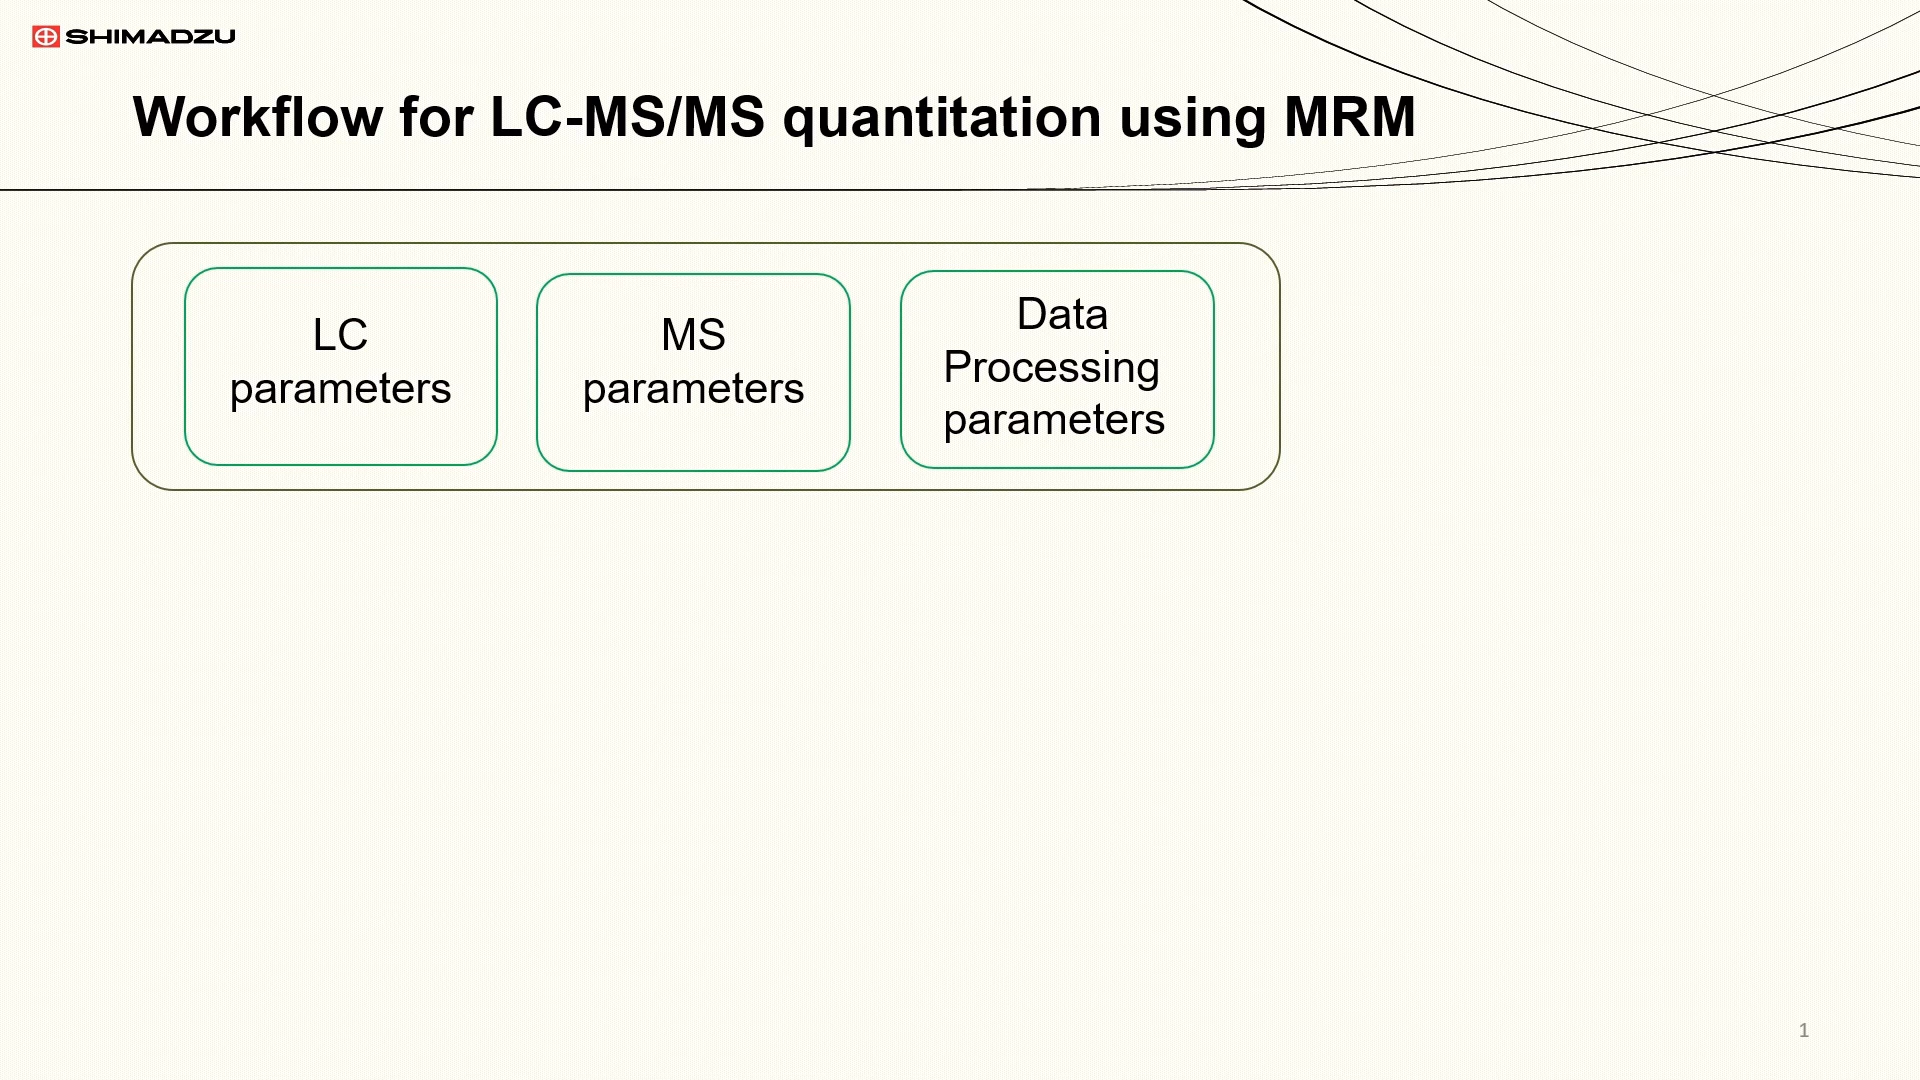 SHIMADZU
Workflow for LC-MS/MS quantitation using MRM
LC
parameters
MS
parameters
Data
Processing
parameters
1